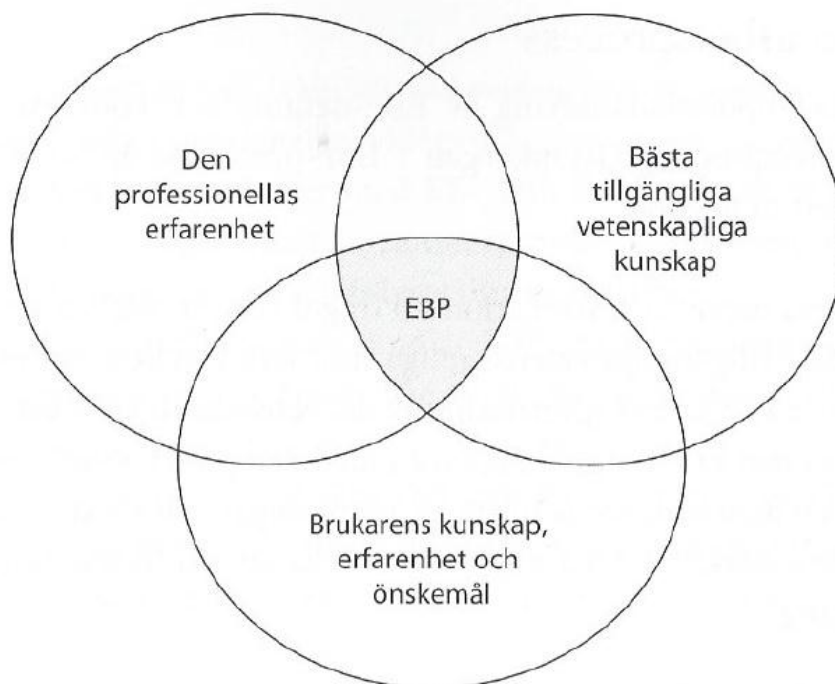 Den
professionellas
erfarenhet
Bästa
tillgängliga
vetenskapliga
kunskap
EBP
Brukarens kunskap,
erfarenhet och
önskemål